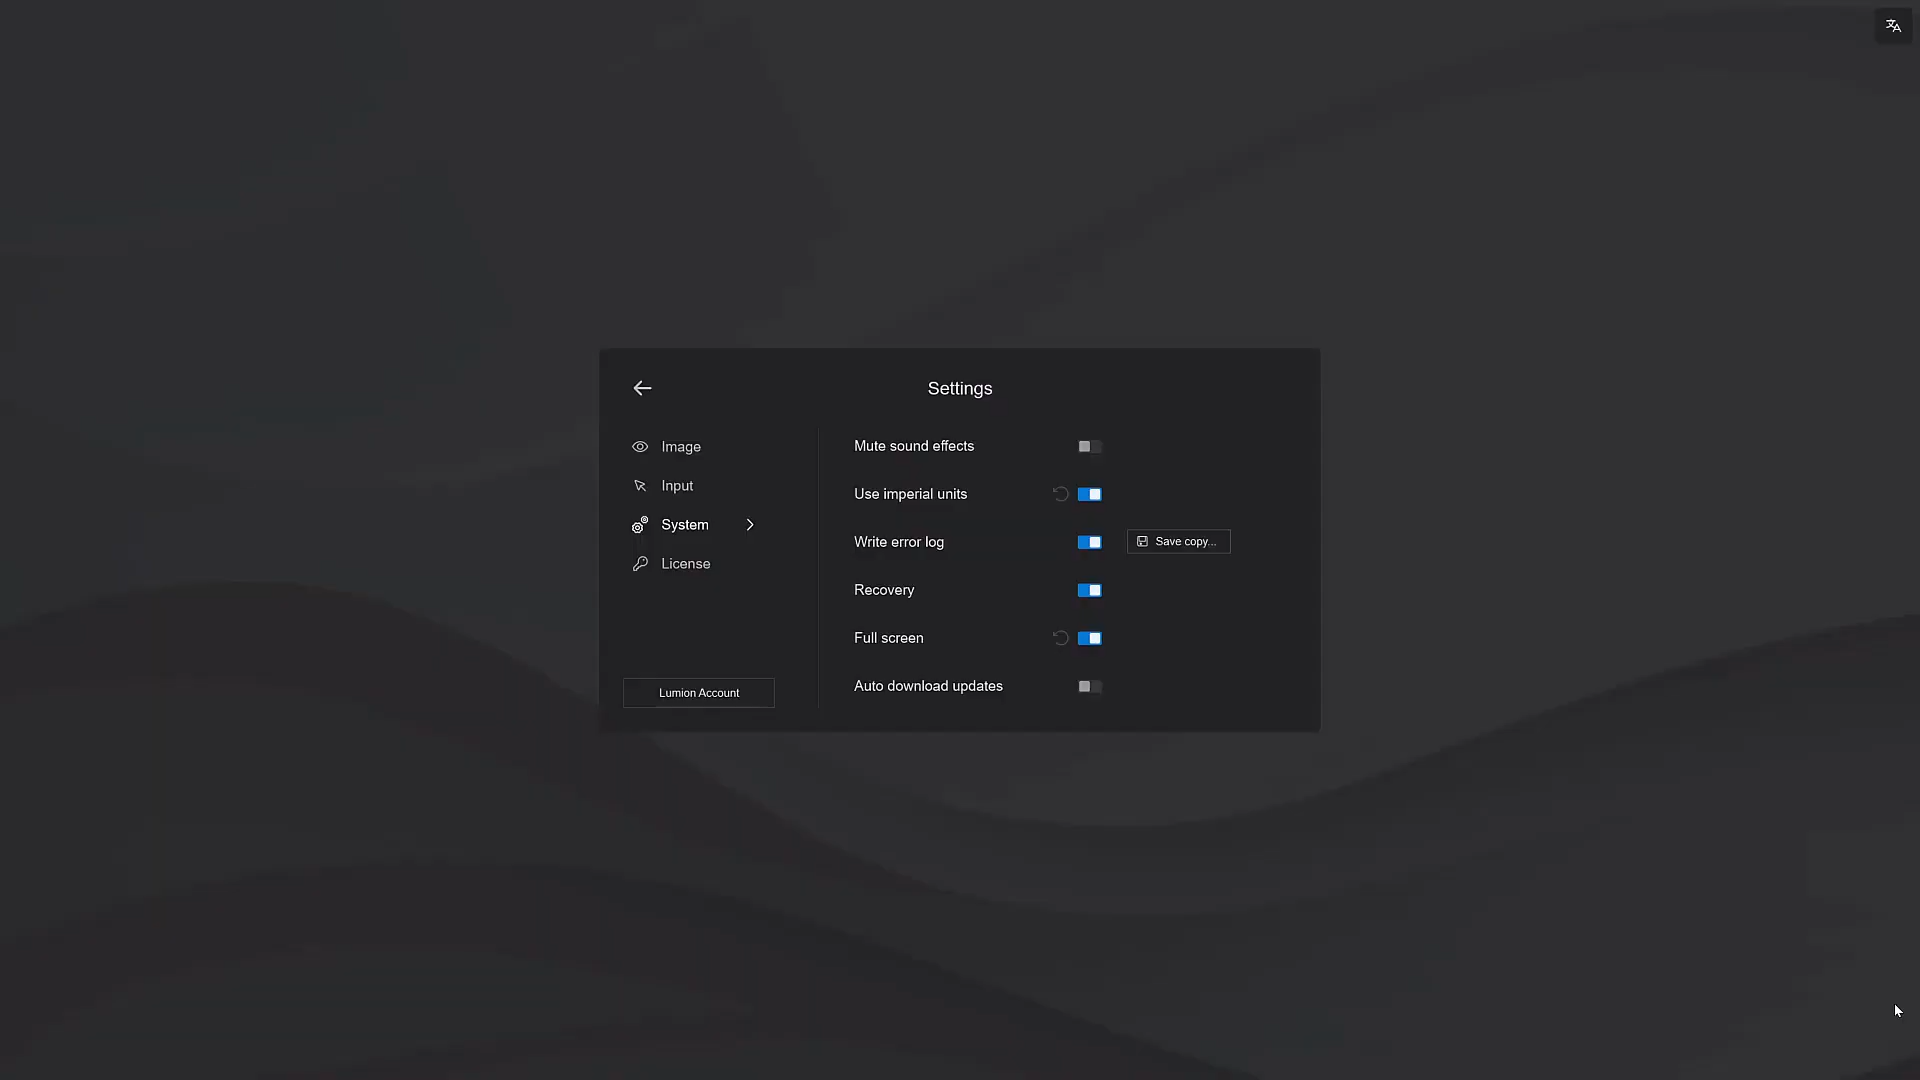 Settings
Image
Input
System
License
Lumion Account
Mute sound effects
Use imperial units
Write error log
Save copy...
Recovery
Full screen
Auto download updates